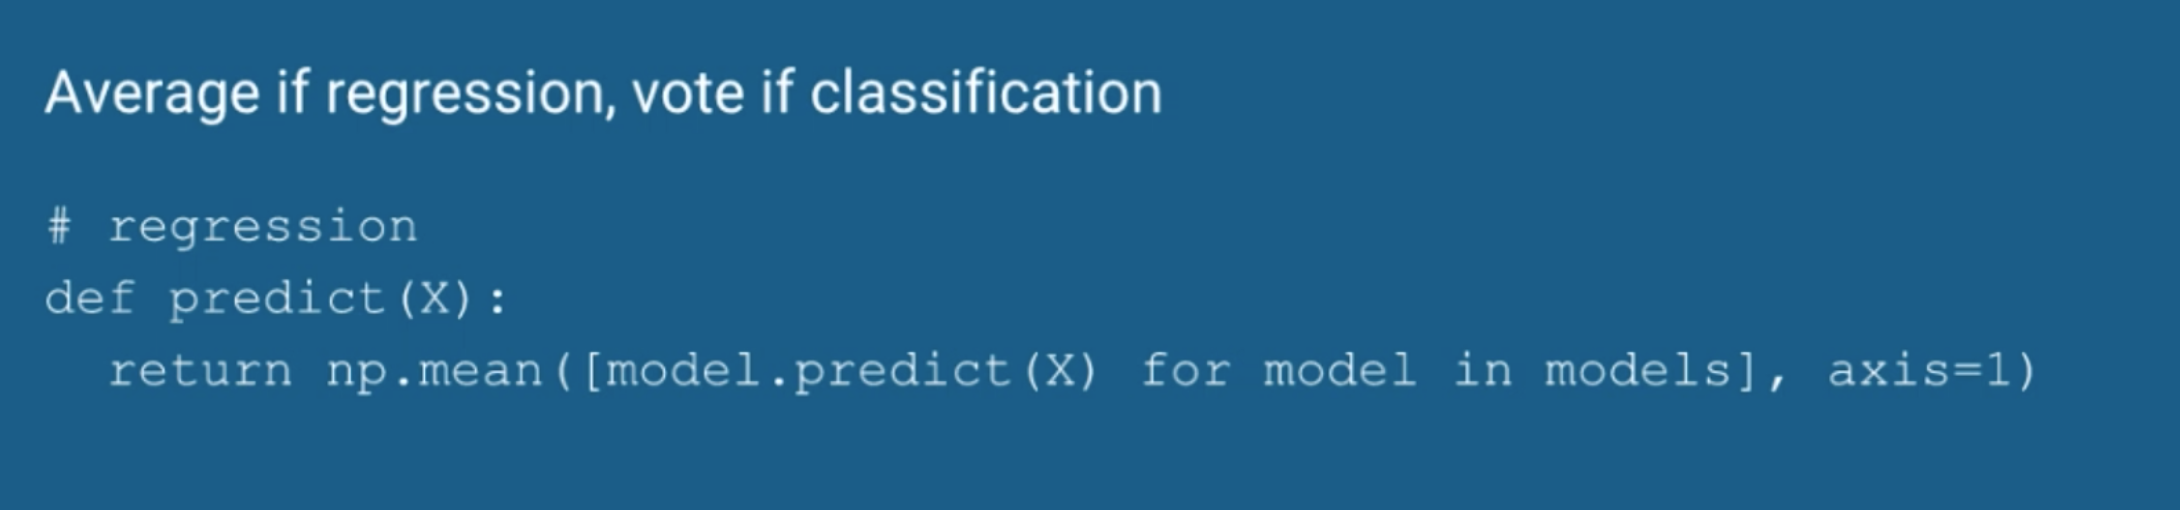 Average if regression, vote if classification
# regression
def predict(X):
  return np.mean([model.predict(X) for model in models], axis=1)